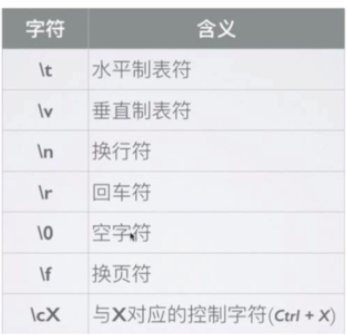 字符 含义
\t 水平制表符
\v 垂直制表符
\n 换行符
\r 回车符
\0 空字符
\f 换页符
\cX 与X对应的控制字符(Ctrl + X)